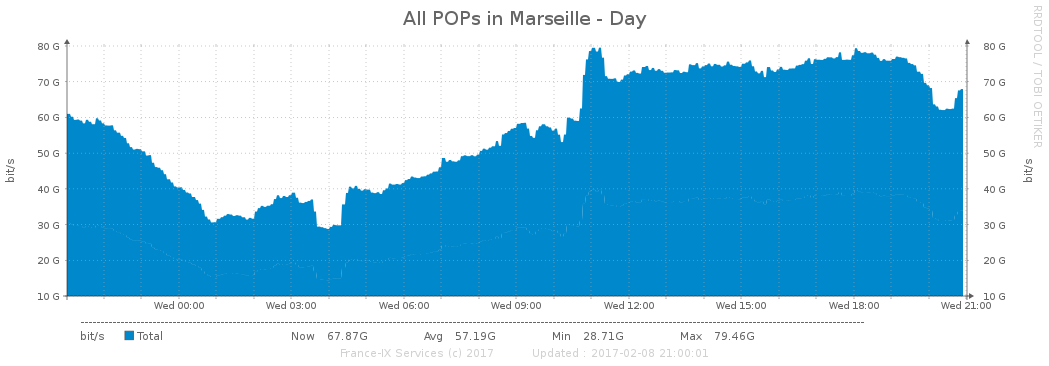 All POPs in Marseille - Day
RRDTOOL / TOBI OETIKER
bit/s
80 G
70 G
60 G
50 G
40 G
30 G
20 G
10 G
80 G
70 G
60 G
50 G
40 G
30 G
20 G
10 G
bit/s
Wed 00:00 Wed 03:00 Wed 06:00 Wed 09:00 Wed 12:00 Wed 15:00 Wed 18:00 Wed 21:00
bit/s Total Now 67.87G Avg 57.19G Min 28.71G Max 79.46G
France-IX Services (c) 2017 Updated : 2017-02-08 21:00:01